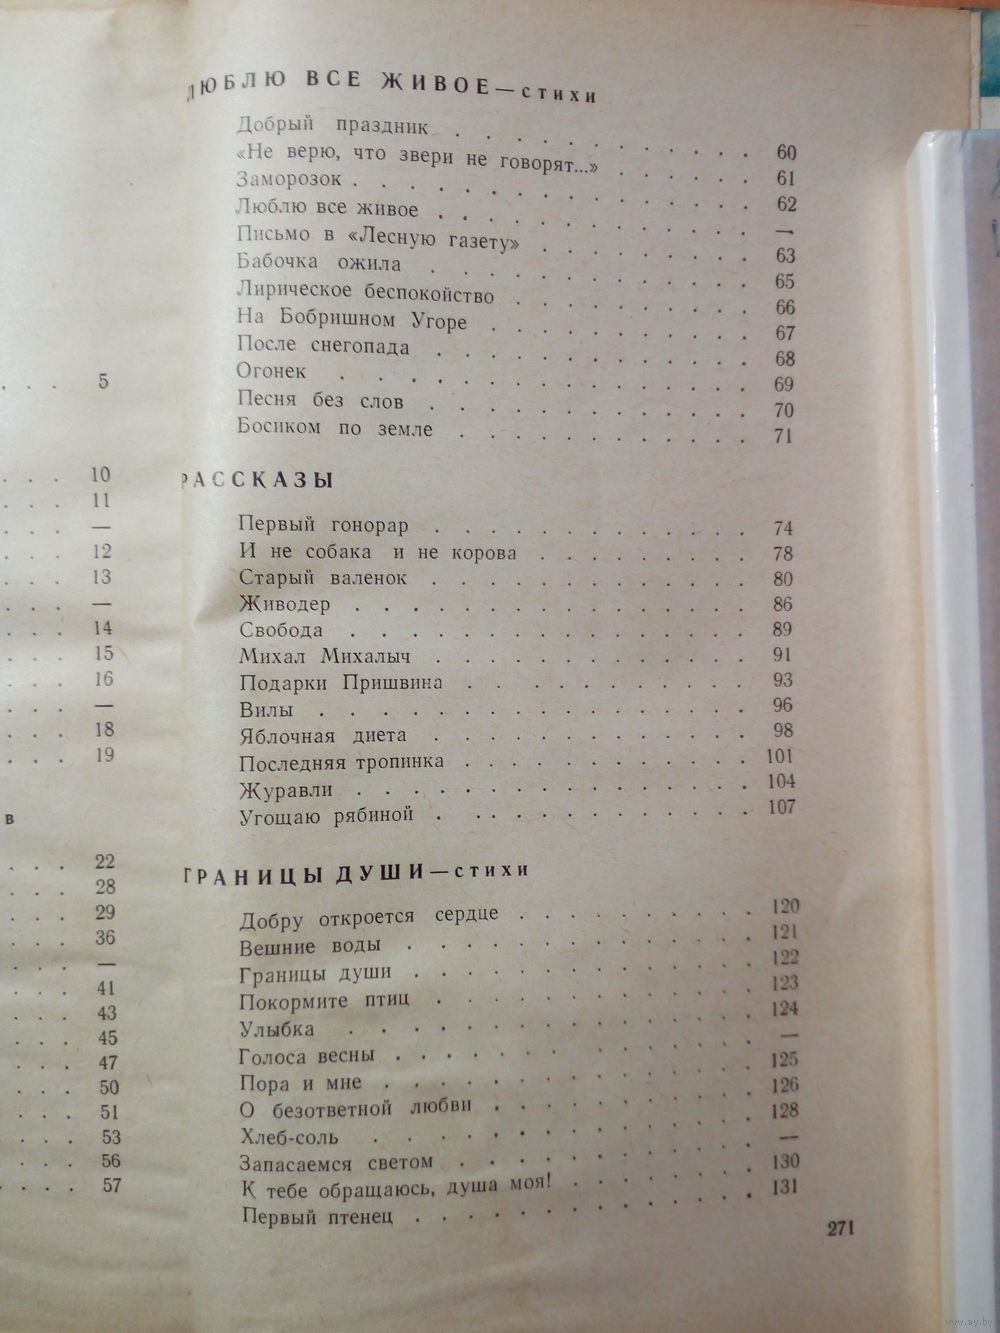 5
10
11
—
12
13
—
14
15
16
—
18
19
в
22
28
29
36
—
41
43
45
47
50
51
53
56
57
ЛЮБЛЮ ВСЕ ЖИВОЕ — стихи
Добрый праздник . . . . . . . . . . . . 60
«Не верю, что звери не говорят...» . . . . . . 61
Заморозок . . . . . . . . . . . . . . . 62
Люблю все живое . . . . . . . . . . . . —
Письмо в «Лесную газету» . . . . . . . . . 63
Бабочка ожила . . . . . . . . . . . . . 65
Лирическое беспокойство . . . . . . . . . . 66
На Бобришном Угоре . . . . . . . . . . . 67
После снегопада . . . . . . . . . . . . 68
Огонек . . . . . . . . . . . . . . . . 69
Песня без слов . . . . . . . . . . . . . 70
Босиком по земле . . . . . . . . . . . . 71
РАССКАЗЫ
Первый гонорар . . . . . . . . . . . . 74
И не собака и не корова . . . . . . . . . 78
Старый валенок . . . . . . . . . . . . 80
Живодер . . . . . . . . . . . . . . . 86
Свобода . . . . . . . . . . . . . . . 89
Михал Михалыч . . . . . . . . . . . . 91
Подарки Пришвина . . . . . . . . . . . 93
Вилы . . . . . . . . . . . . . . . . 96
Яблочная диета . . . . . . . . . . . . 98
Последняя тропинка . . . . . . . . . . . 101
Журавли . . . . . . . . . . . . . . . 104
Угощаю рябиной . . . . . . . . . . . . 107
ГРАНИЦЫ ДУШИ — стихи
Добру откроется сердце . . . . . . . . . . 120
Вешние воды . . . . . . . . . . . . . 121
Границы души . . . . . . . . . . . . . 122
Покормите птиц . . . . . . . . . . . . 123
Улыбка . . . . . . . . . . . . . . . 124
Голоса весны . . . . . . . . . . . . . —
Пора и мне . . . . . . . . . . . . . . 125
О безответной любви . . . . . . . . . . . 126
Хлеб-соль . . . . . . . . . . . . . . 128
Запасаемся светом . . . . . . . . . . . —
К тебе обращаюсь, душа моя! . . . . . . . . 130
Первый птенец . . . . . . . . . . . . . 131
271
www.ay.by